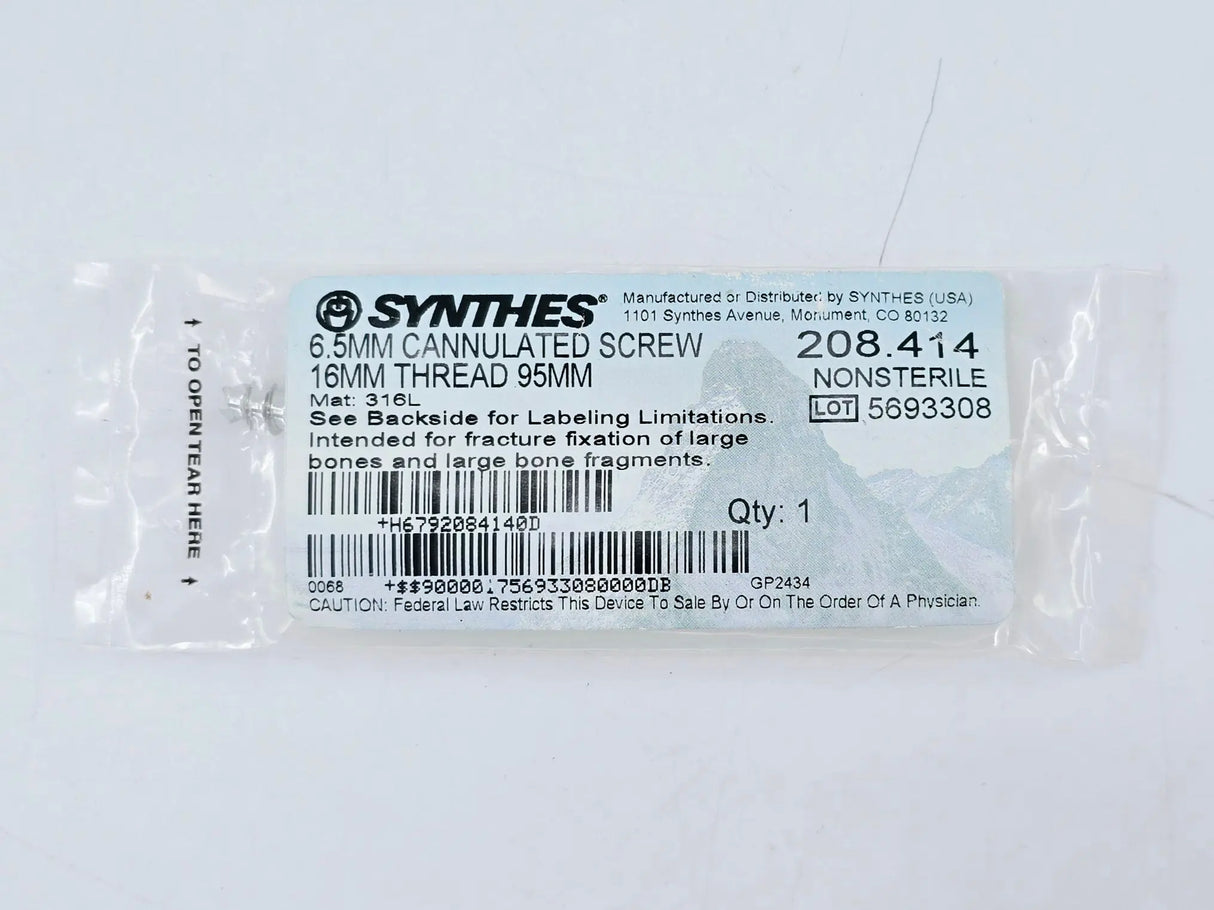 TO OPEN TEAR HERE
SYNTHES®
Manufactured or Distributed by SYNTHES (USA)
1101 Synthes Avenue, Monument, CO 80132
6.5MM CANNULATED SCREW
16MM THREAD 95MM
208.414
NONSTERILE
LOT 5693308
Mat: 316L
See Backside for Labeling Limitations.
Intended for fracture fixation of large
bones and large bone fragments.
+H6792084140D
Qty: 1
0068 +$$900001756933080000DB GP2434
CAUTION: Federal Law Restricts This Device To Sale By Or On The Order Of A Physician.